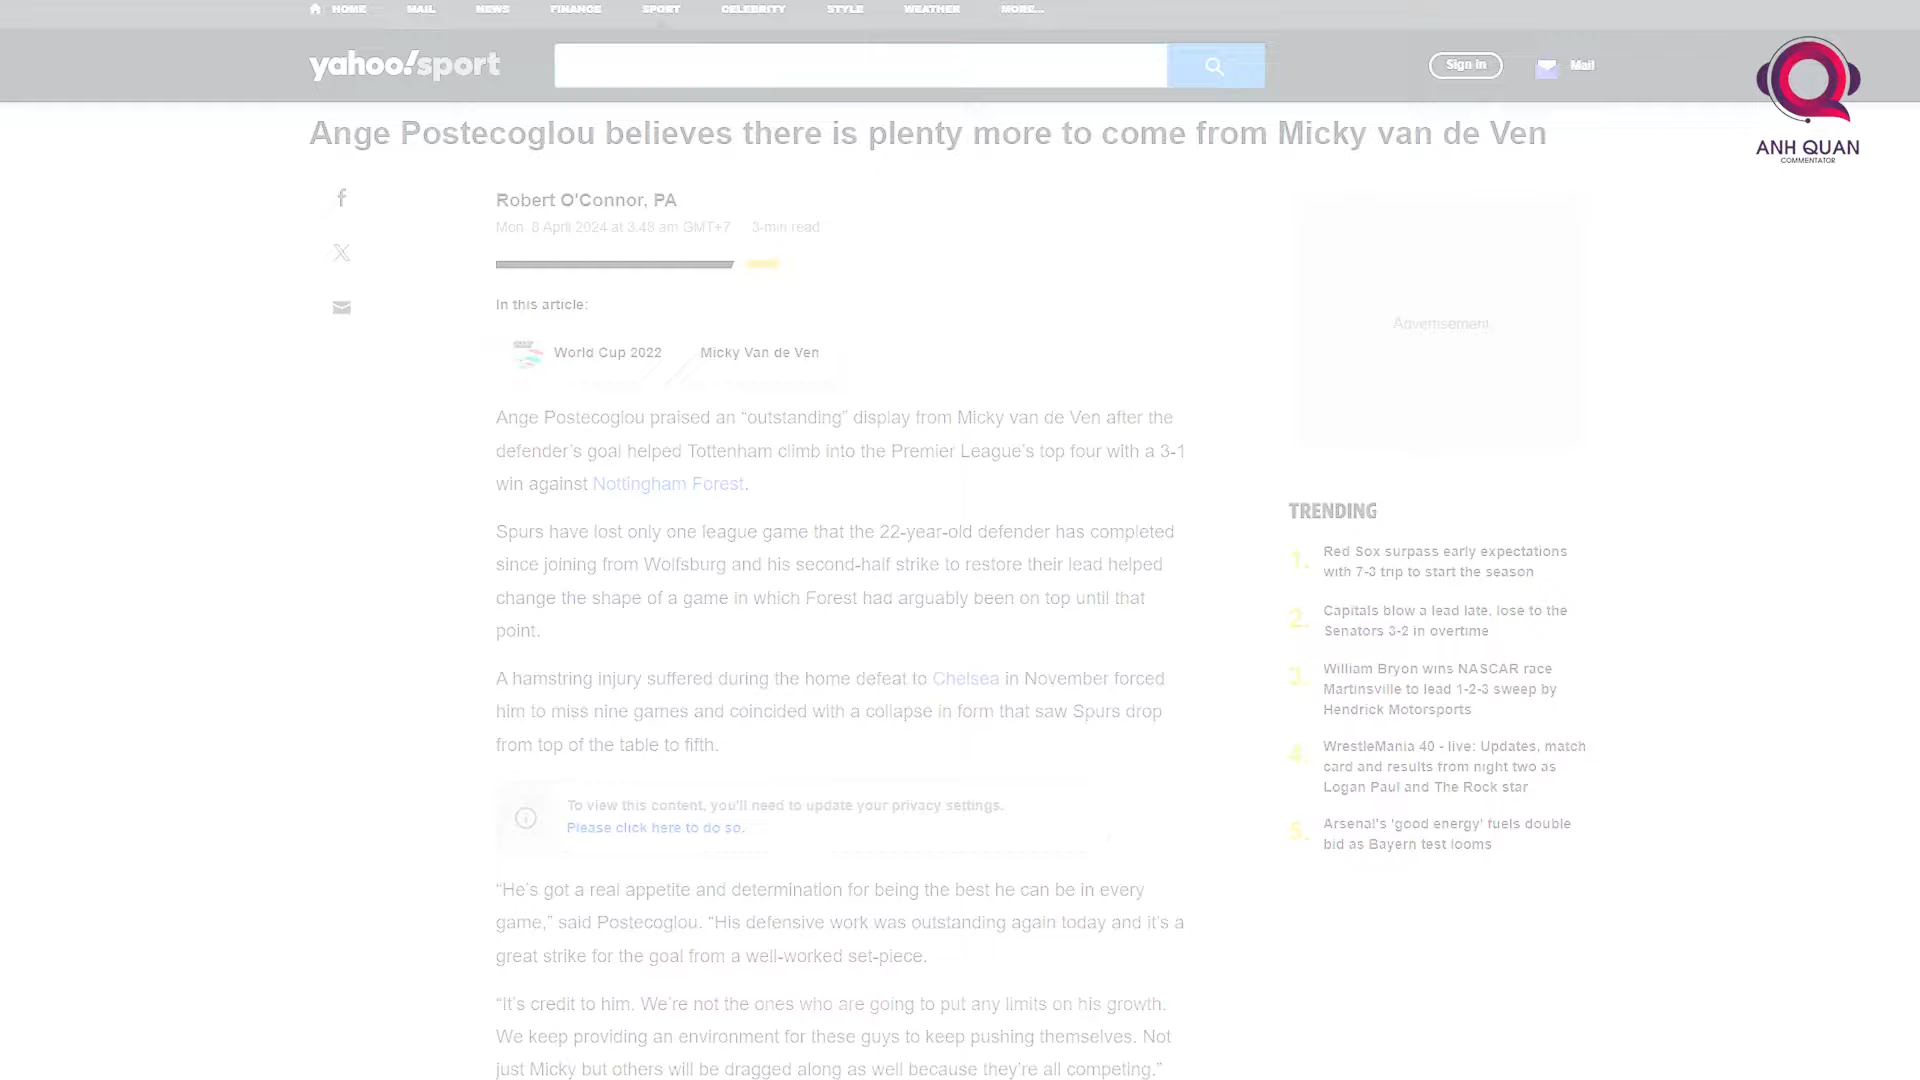 HOME MAIL NEWS FINANCE SPORT CELEBRITY STYLE WEATHER MORE...
yahoo!sport
Sign in
Mail
ANH QUAN
COMMENTATOR
Ange Postecoglou believes there is plenty more to come from Micky van de Ven
Robert O'Connor, PA
Mon, 8 April 2024 at 3:48 am GMT+7 3-min read
In this article:
World Cup 2022
Micky Van de Ven
Ange Postecoglou praised an “outstanding” display from Micky van de Ven after the
defender’s goal helped Tottenham climb into the Premier League’s top four with a 3-1
win against Nottingham Forest.
Spurs have lost only one league game that the 22-year-old defender has completed
since joining from Wolfsburg and his second-half strike to restore their lead helped
change the shape of a game in which Forest had arguably been on top until that
point.
A hamstring injury suffered during the home defeat to Chelsea in November forced
him to miss nine games and coincided with a collapse in form that saw Spurs drop
from top of the table to fifth.
To view this content, you'll need to update your privacy settings.
Please click here to do so.
“He’s got a real appetite and determination for being the best he can be in every
game,” said Postecoglou. “His defensive work was outstanding again today and it’s a
great strike for the goal from a well-worked set-piece.
“It’s credit to him. We’re not the ones who are going to put any limits on his growth.
We keep providing an environment for these guys to keep pushing themselves. Not
just Micky but others will be dragged along as well because they’re all competing.”
Advertisement
TRENDING
1. Red Sox surpass early expectations
with 7-3 trip to start the season
2. Capitals blow a lead late, lose to the
Senators 3-2 in overtime
3. William Bryon wins NASCAR race
Martinsville to lead 1-2-3 sweep by
Hendrick Motorsports
4. WrestleMania 40 - live: Updates, match
card and results from night two as
Logan Paul and The Rock star
5. Arsenal's 'good energy' fuels double
bid as Bayern test looms